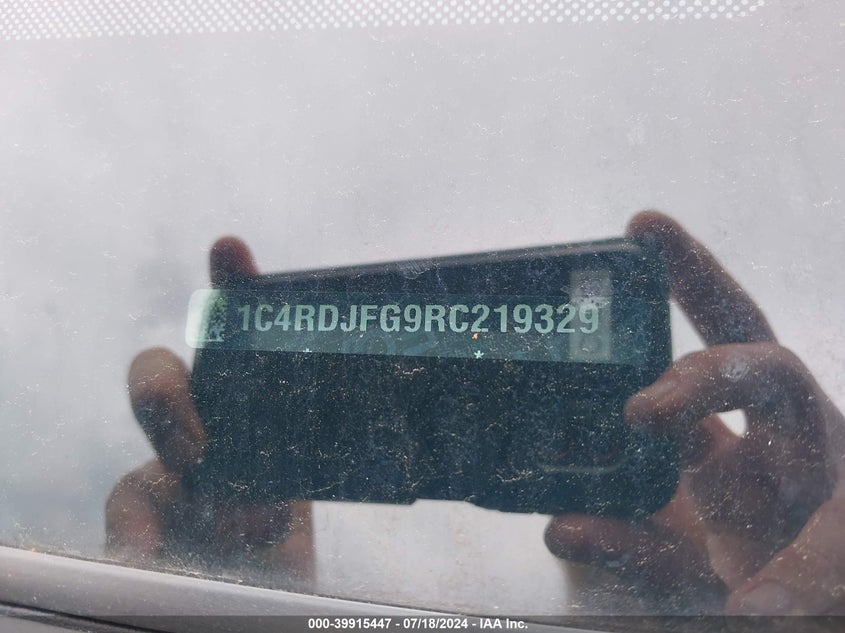 1C4RDJFG9RC219329
000-39915447 - 07/18/2024 - IAA Inc.